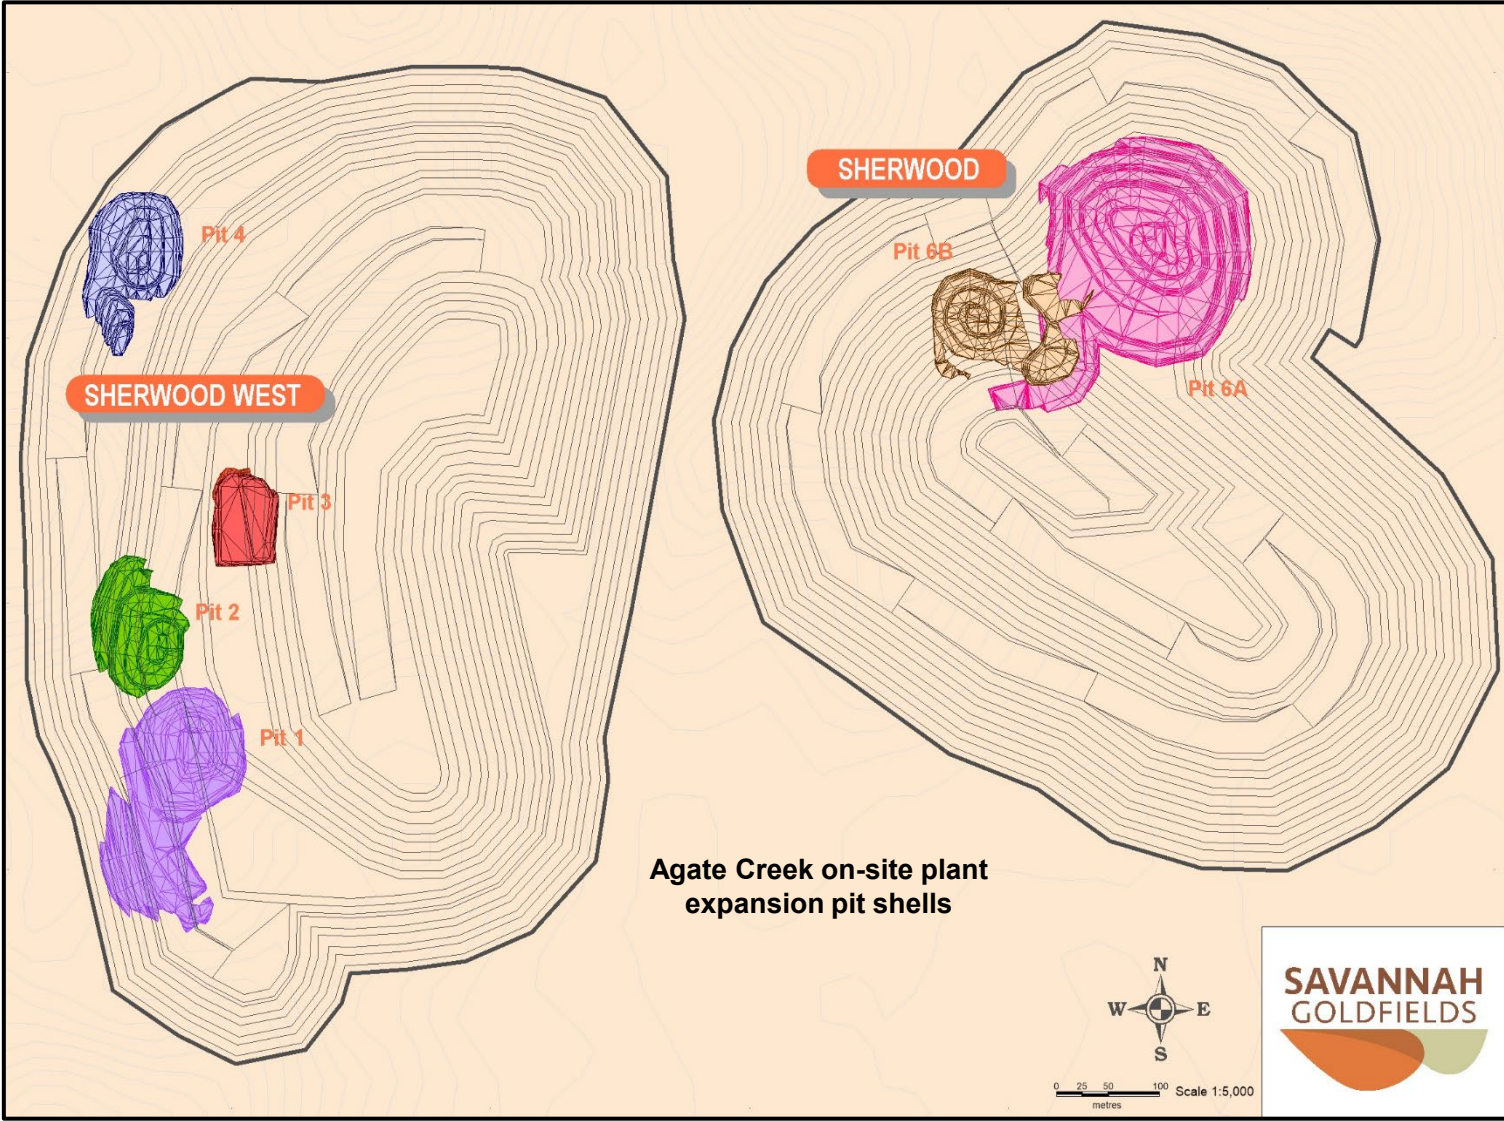 SHERWOOD
Pit 4
Pit 6B
SHERWOOD WEST
Pit 6A
Pit 3
Pit 2
Pit 1
Agate Creek on-site plant
expansion pit shells
N
W E
S
0 25 50 100 Scale 1:5,000
metres
SAVANNAH
GOLDFIELDS